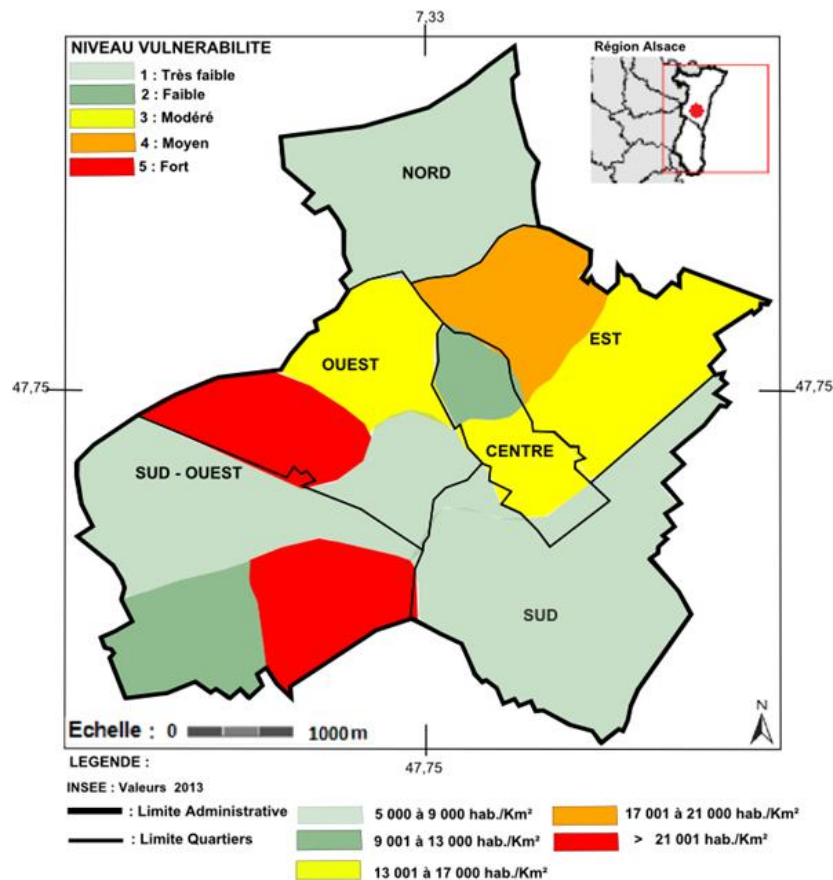 7,33
NIVEAU VULNERABILITE
1 : Très faible
2 : Faible
3 : Modéré
4 : Moyen
5 : Fort
Région Alsace
NORD
EST
OUEST
47,75
47,75
CENTRE
SUD - OUEST
SUD
N
Echelle : 0 1000 m
LEGENDE :
47,75
INSEE : Valeurs 2013
: Limite Administrative
5 000 à 9 000 hab./Km²
17 001 à 21 000 hab./Km²
: Limite Quartiers
9 001 à 13 000 hab./Km²
> 21 001 hab./Km²
13 001 à 17 000 hab./Km²